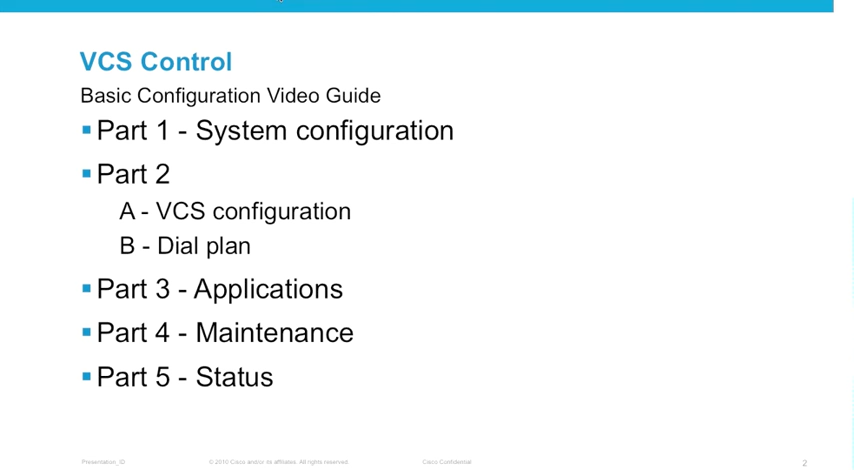 VCS Control
Basic Configuration Video Guide
Part 1 - System configuration
Part 2
A - VCS configuration
B - Dial plan
Part 3 - Applications
Part 4 - Maintenance
Part 5 - Status
Presentation_ID © 2010 Cisco and/or its affiliates. All rights reserved. Cisco Confidential 2